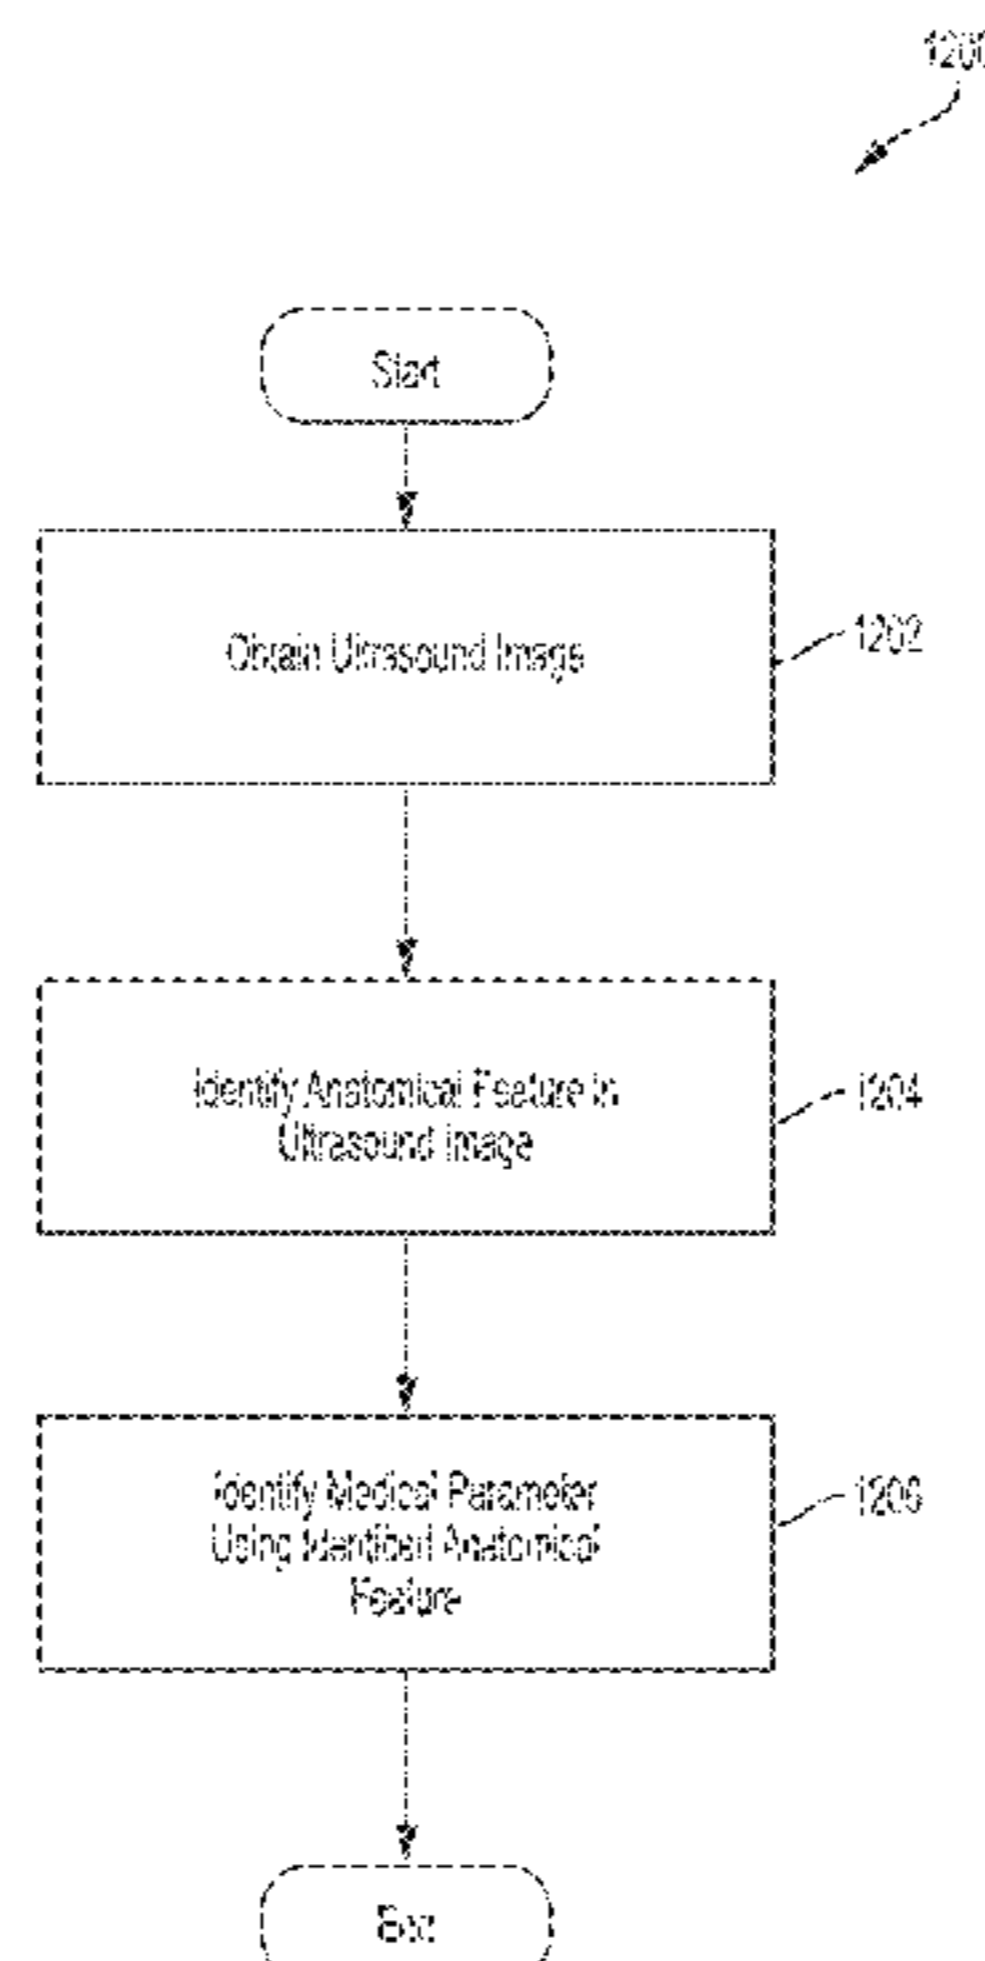 1200
Start
Obtain Ultrasound Image
1202
Identify Anatomical Feature in
Ultrasound Image
1204
Identify Medical Parameter
Using Identified Anatomical
Feature
1206